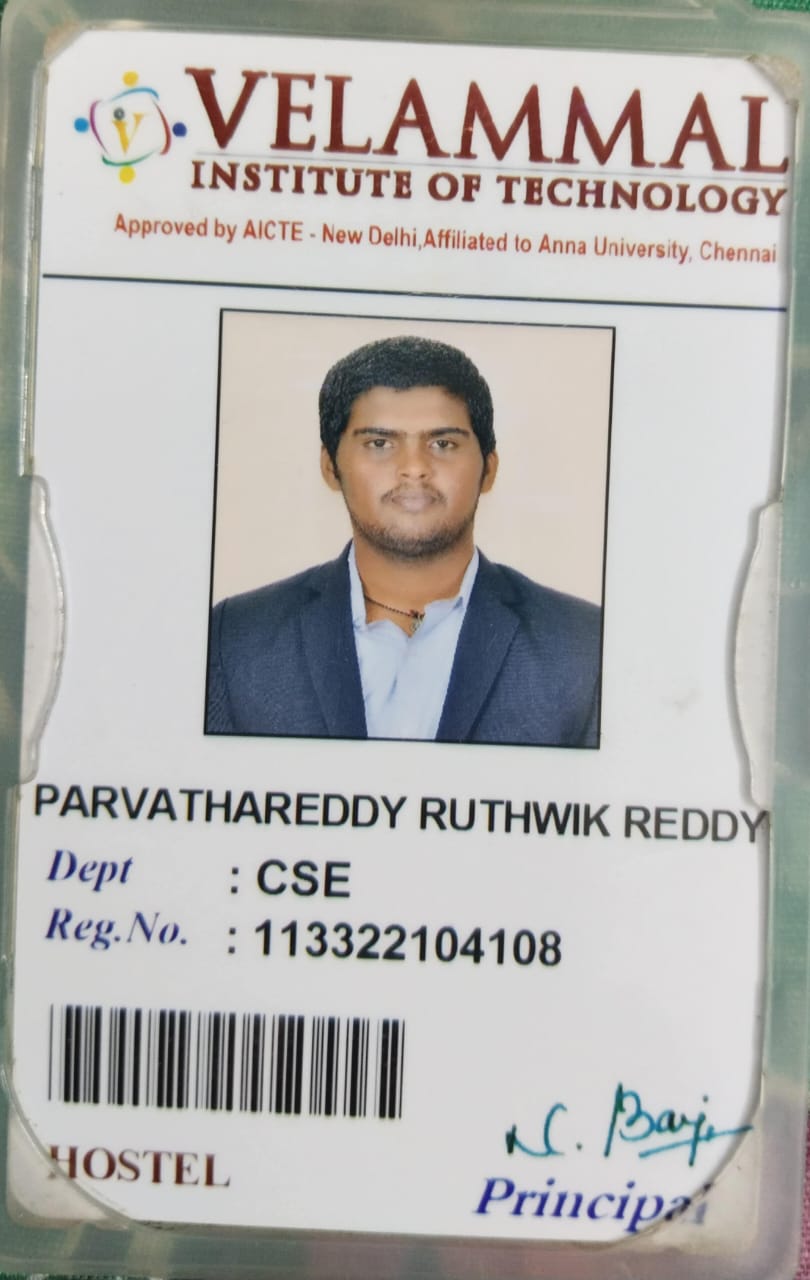 VELAMMAL
INSTITUTE OF TECHNOLOGY
Approved by AICTE - New Delhi,Affiliated to Anna University, Chennai
PARVATHAREDDY RUTHWIK REDDY
Dept : CSE
Reg.No. : 113322104108
HOSTEL
Principal